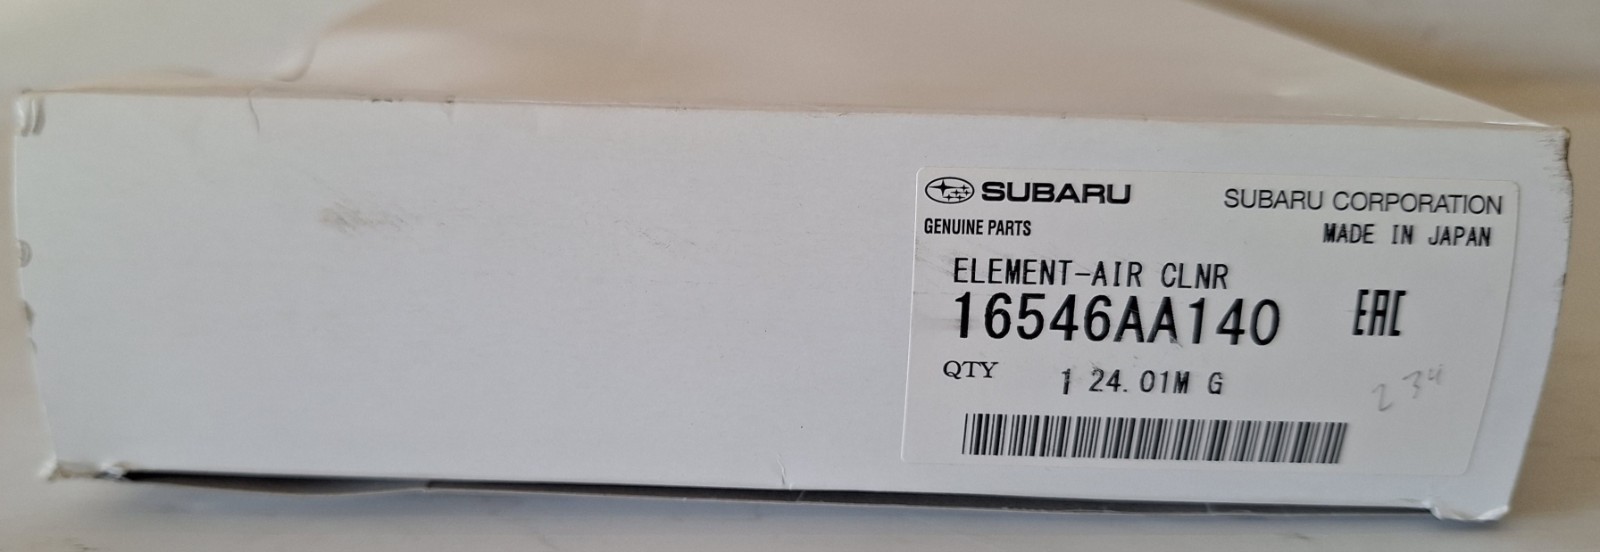 SUBARU
SUBARU CORPORATION
GENUINE PARTS
MADE IN JAPAN
ELEMENT-AIR CLNR
16546AA140
EAC
QTY
1 24.01M G
234